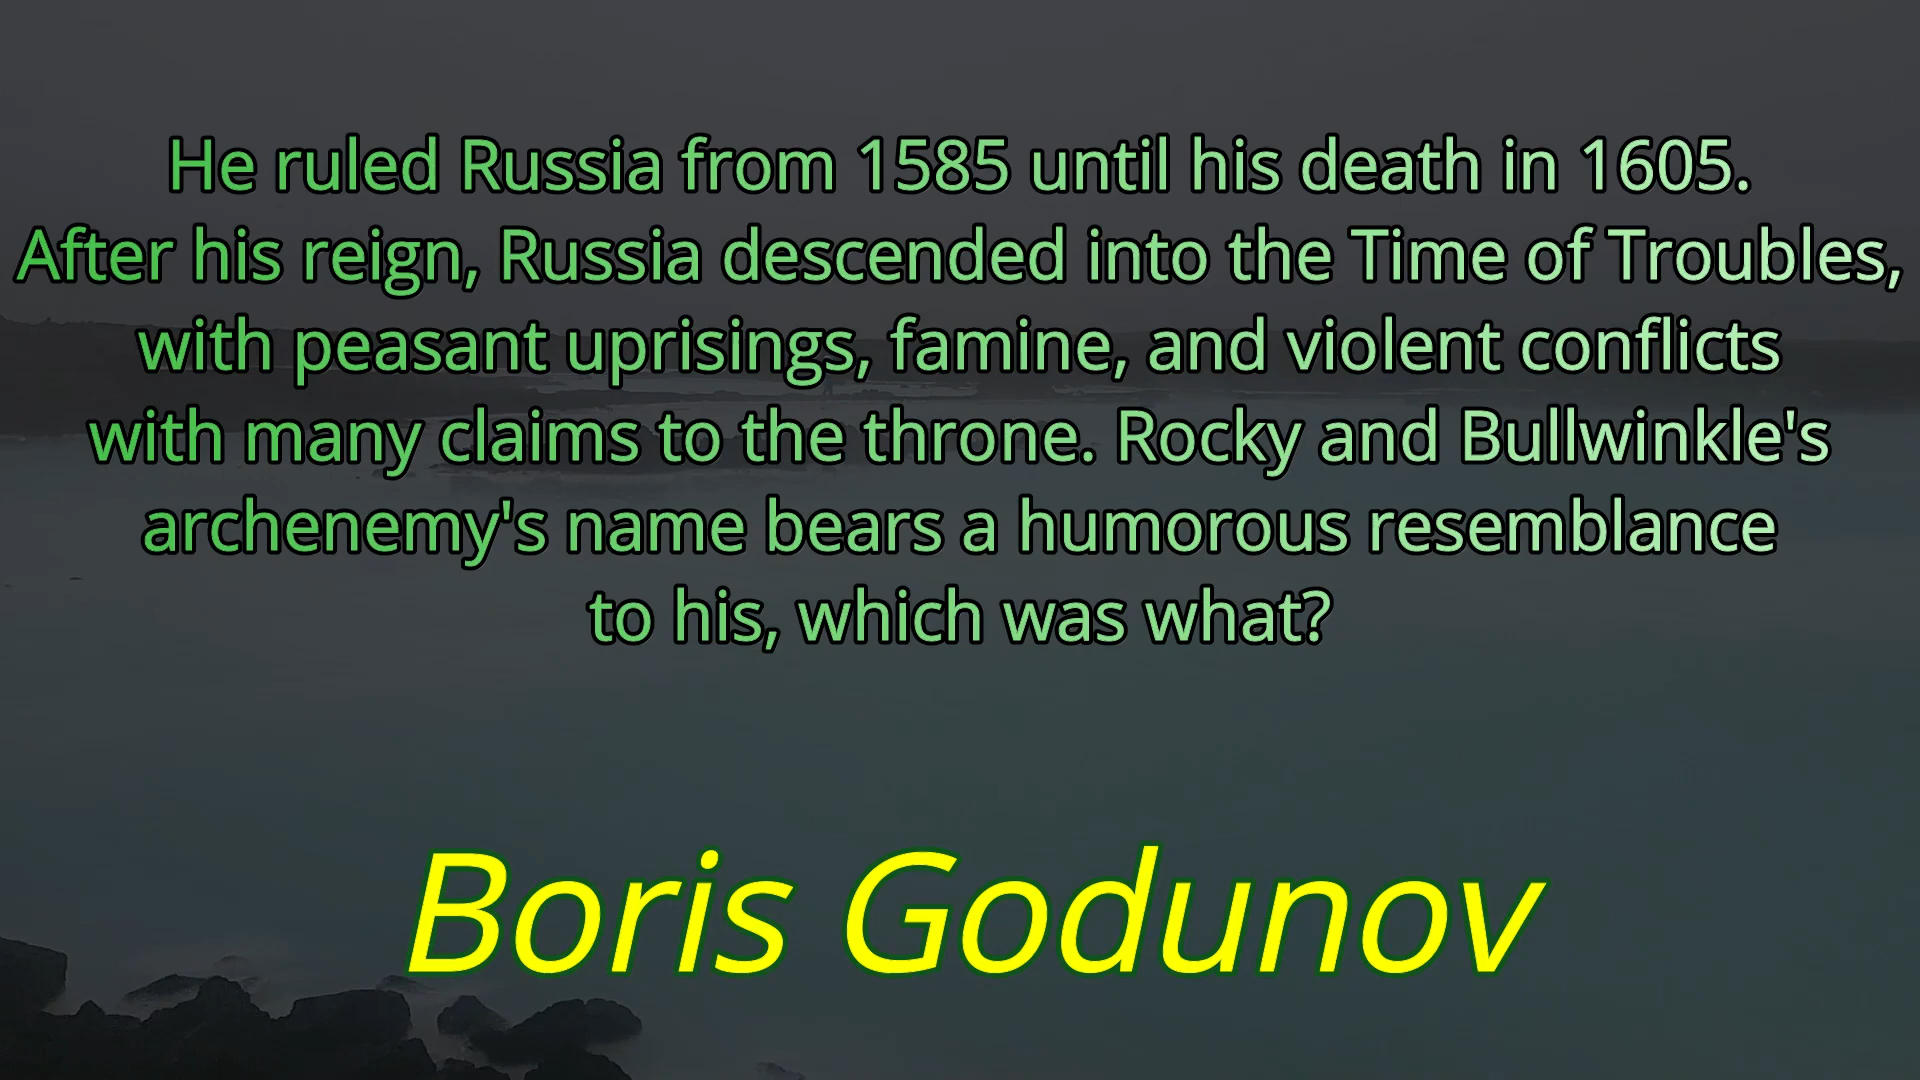 He ruled Russia from 1585 until his death in 1605.
After his reign, Russia descended into the Time of Troubles,
with peasant uprisings, famine, and violent conflicts
with many claims to the throne. Rocky and Bullwinkle's
archenemy's name bears a humorous resemblance
to his, which was what?
Boris Godunov